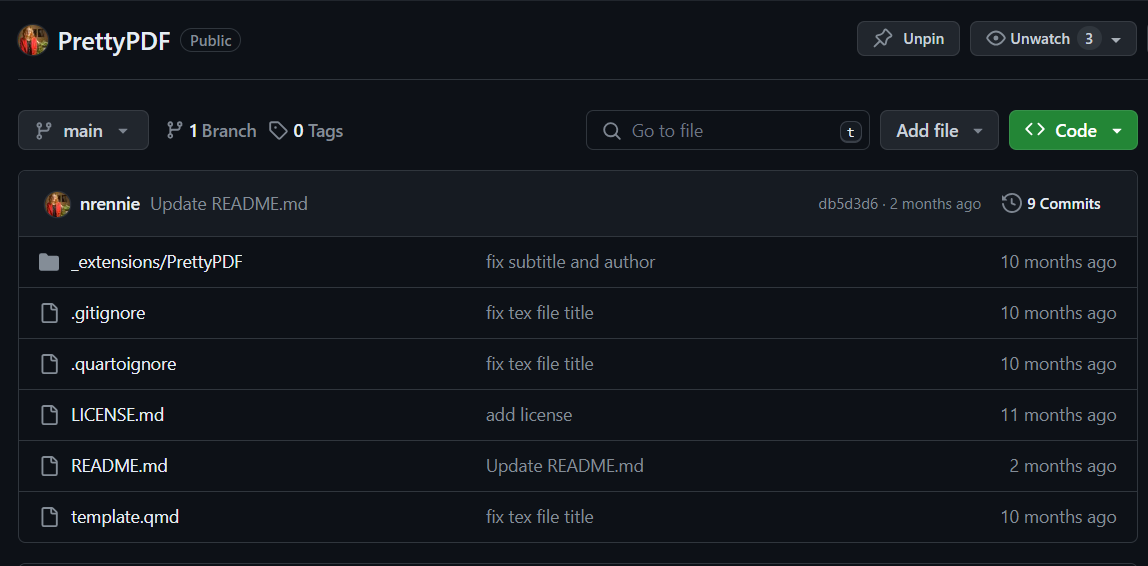 PrettyPDF Public Unpin Unwatch 3
main 1 Branch 0 Tags Go to file t Add file Code
nrennie Update README.md db5d3d6 · 2 months ago 9 Commits
_extensions/PrettyPDF fix subtitle and author 10 months ago
.gitignore fix tex file title 10 months ago
.quartoignore fix tex file title 10 months ago
LICENSE.md add license 11 months ago
README.md Update README.md 2 months ago
template.qmd fix tex file title 10 months ago